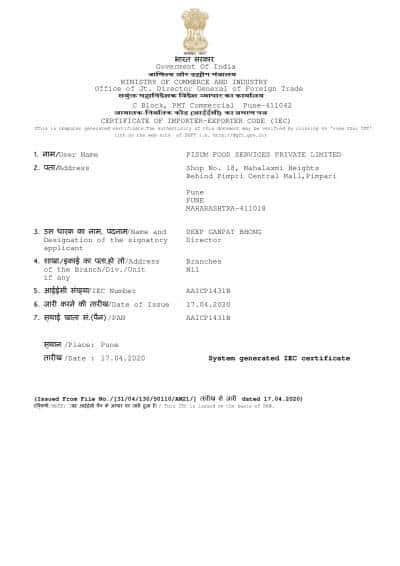 भारत सरकार
Goverment Of India
वाणिज्य और उद्योग मंत्रालय
MINISTRY OF COMMERCE AND INDUSTRY
Office of Jt. Director General of Foreign Trade
संयुक्त महानिदेशक विदेश व्यापार का कार्यालय
C Block, PMT Commercial Pune-411042
आयातक-निर्यातक कोड (आईईसी) का प्रमाण पत्र
CERTIFICATE OF IMPORTER-EXPORTER CODE (IEC)
This is computer generated certificate.The authenticity of this document may be verified by clicking on "View Any IEC"
link on the web site of DGFT i.e. http://dgft.gov.in)
1. नाम/User Name PISUM FOOD SERVICES PRIVATE LIMITED
2. पता/Address Shop No. 18, Mahalaxmi Heights
Behind Pimpri Central Mall,Pimpari
Pune
PUNE
MAHARASHTRA-411018
3. उस धारक का नाम, पदनाम/Name and DEEP GANPAT BHONG
Designation of the signatory Director
applicant
4. शाखा/इकाई का पता,हो तो/Address Branches
of the Branch/Div./Unit Nil
if any
5. आईईसी संख्या/IEC Number AAICP1431B
6. जारी करने की तारीख/Date of Issue 17.04.2020
7. स्थाई खाता सं.(पैन)/PAN AAICP1431B
स्थान /Place: Pune
तारीख /Date : 17.04.2020 System generated IEC certificate
(Issued From File No./[31/04/130/50110/AM21/] तारीख से जारी dated 17.04.2020)
/ This IEC is issued on the basis of PAN.